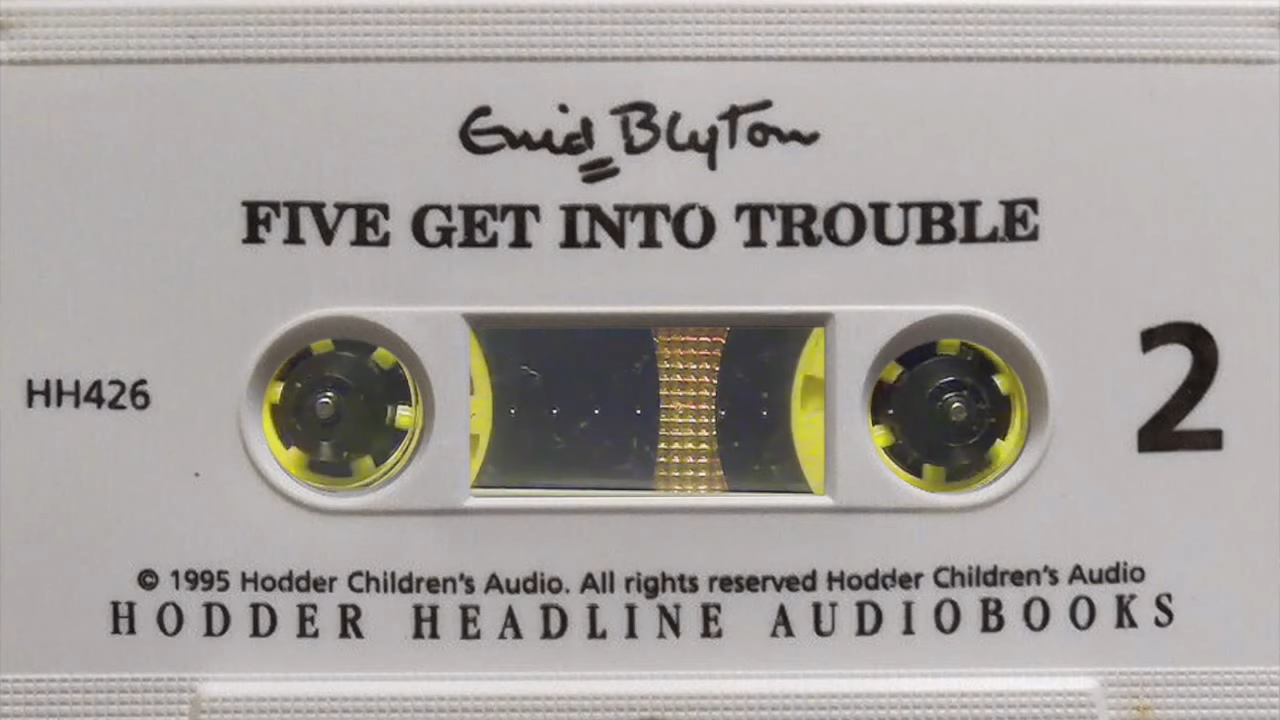 Enid Blyton
FIVE GET INTO TROUBLE
HH426
2
© 1995 Hodder Children's Audio. All rights reserved Hodder Children's Audio
HODDER HEADLINE AUDIOBOOKS